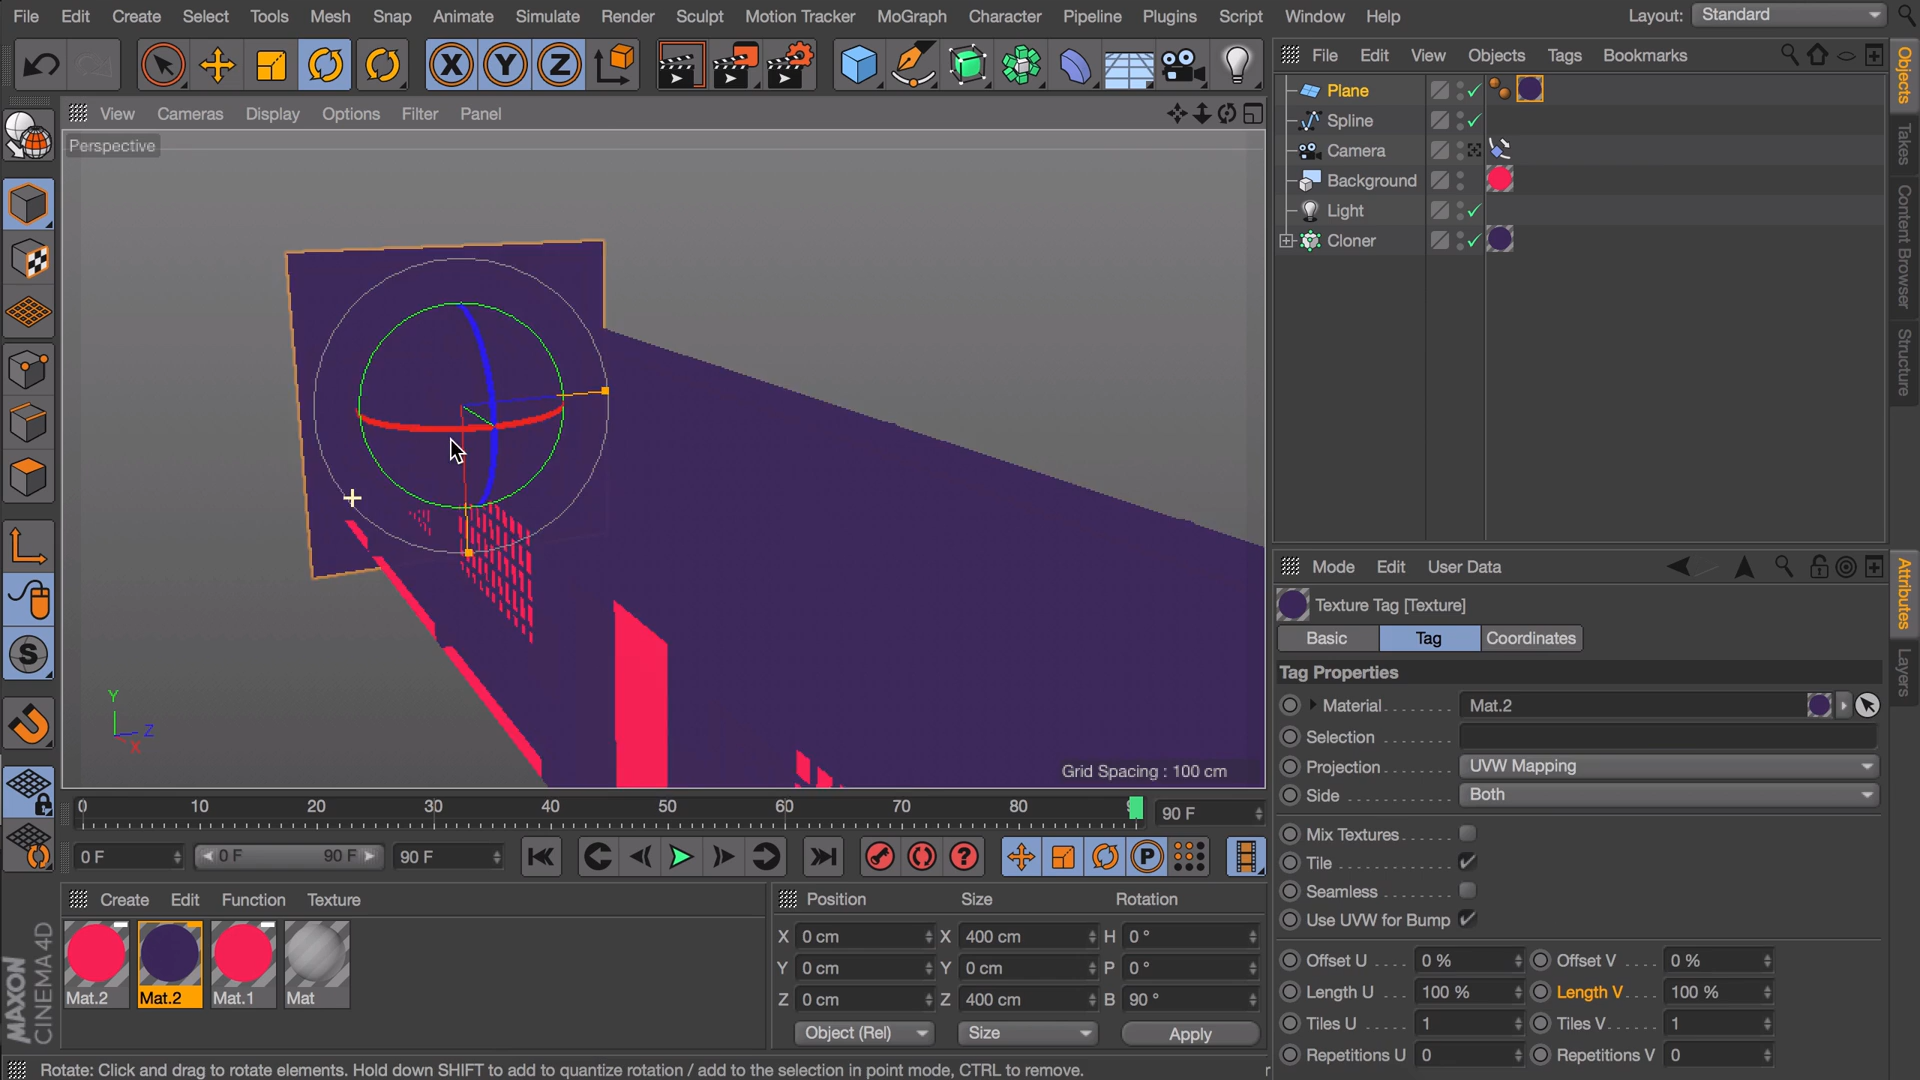 File Edit Create Select Tools Mesh Snap Animate Simulate Render Sculpt Motion Tracker MoGraph Character Pipeline Plugins Script Window Help Layout: Standard
File Edit View Objects Tags Bookmarks
View Cameras Display Options Filter Panel
Perspective
Plane
Spline
Camera
Background
Light
Cloner
Objects
Takes
Content Browser
Structure
Y
Z
X
Grid Spacing : 100 cm
Mode Edit User Data
Texture Tag [Texture]
Basic Tag Coordinates
Tag Properties
Material . . . . . . . . Mat.2
Selection . . . . . . . .
Projection . . . . . . . UVW Mapping
Side . . . . . . . . . . . Both
Mix Textures . . . . . .
Tile . . . . . . . . . . . .
Seamless . . . . . . . .
Use UVW for Bump
Offset U . . . . 0 % Offset V . . . . 0 %
Length U . . . 100 % Length V . . . 100 %
Tiles U . . . . . 1 Tiles V . . . . . 1
Repetitions U 0 Repetitions V 0
Attributes
Layers
0 10 20 30 40 50 60 70 80 90 F
0 F 0 F 90 F 90 F
Create Edit Function Texture
Mat.2 Mat.2 Mat.1 Mat
MAXON
CINEMA 4D
Position Size Rotation
X 0 cm X 400 cm H 0 °
Y 0 cm Y 0 cm P 0 °
Z 0 cm Z 400 cm B 90 °
Object (Rel) Size Apply
Rotate: Click and drag to rotate elements. Hold down SHIFT to add to quantize rotation / add to the selection in point mode, CTRL to remove.